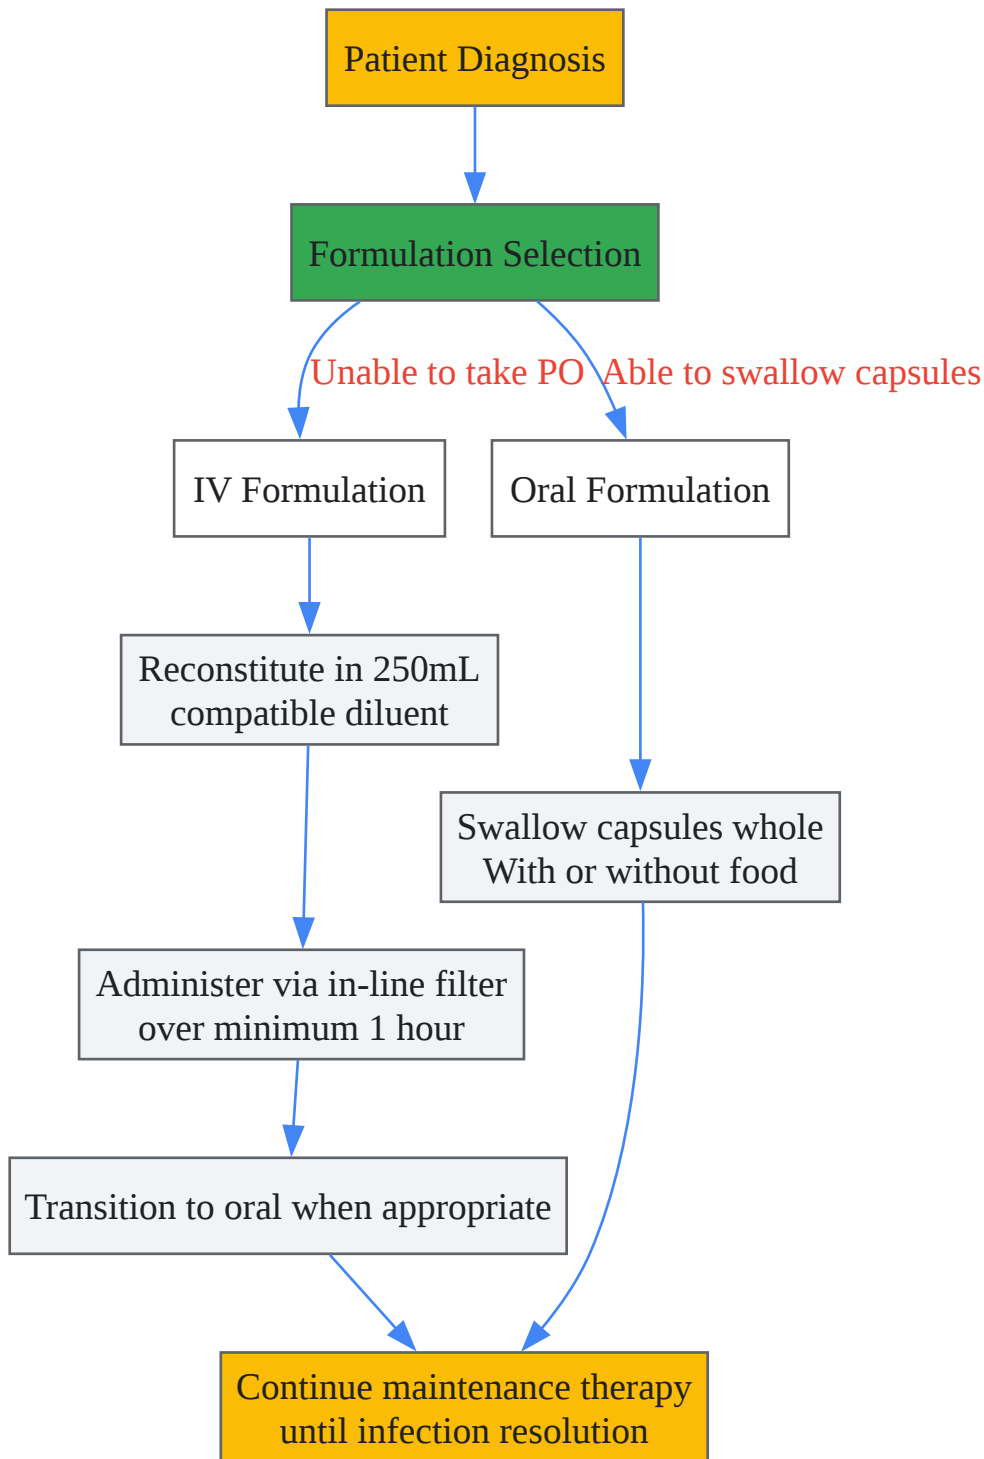 Patient Diagnosis
Formulation Selection
Unable to take PO
Able to swallow capsules
IV Formulation
Oral Formulation
Reconstitute in 250mL
compatible diluent
Swallow capsules whole
With or without food
Administer via in-line filter
over minimum 1 hour
Transition to oral when appropriate
Continue maintenance therapy
until infection resolution